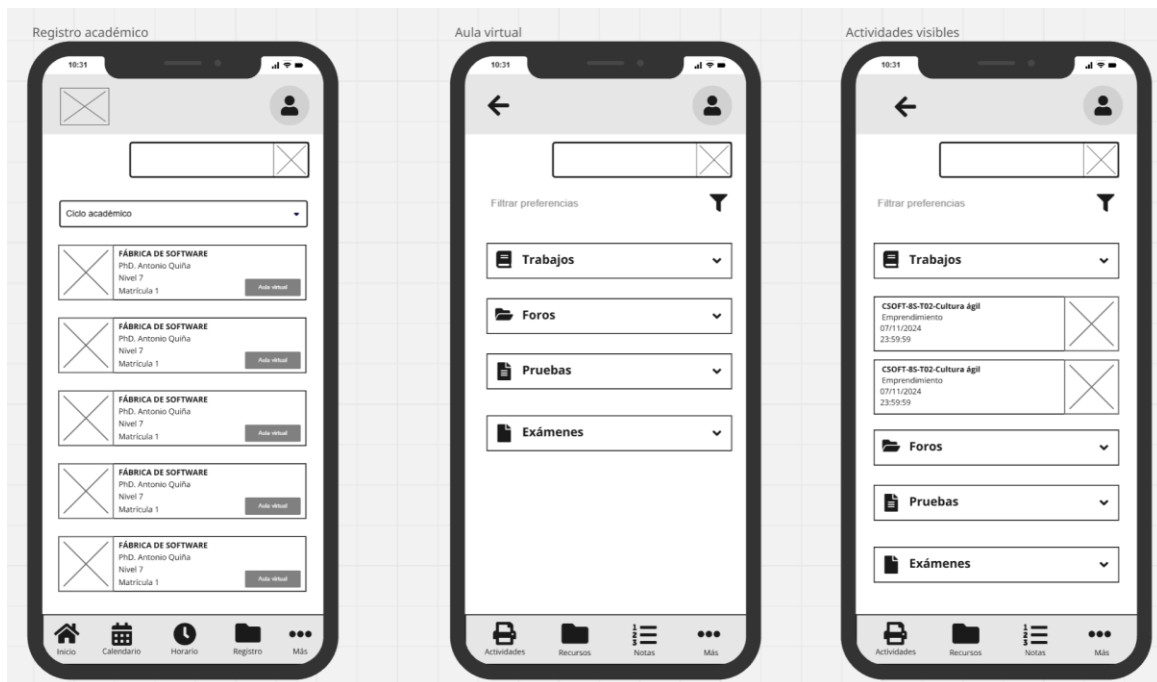 Registro académico
10:31
Ciclo académico
FÁBRICA DE SOFTWARE
PhD. Antonio Quiña
Nivel 7
Matrícula 1
Aula virtual
FÁBRICA DE SOFTWARE
PhD. Antonio Quiña
Nivel 7
Matrícula 1
Aula virtual
FÁBRICA DE SOFTWARE
PhD. Antonio Quiña
Nivel 7
Matrícula 1
Aula virtual
FÁBRICA DE SOFTWARE
PhD. Antonio Quiña
Nivel 7
Matrícula 1
Aula virtual
FÁBRICA DE SOFTWARE
PhD. Antonio Quiña
Nivel 7
Matrícula 1
Aula virtual
Inicio
Calendario
Horario
Registro
Más
Aula virtual
10:31
Filtrar preferencias
Trabajos
Foros
Pruebas
Exámenes
Actividades
Recursos
1
2
3
Notas
Más
Actividades visibles
10:31
Filtrar preferencias
Trabajos
CSOFT-8S-T02-Cultura ágil
Emprendimiento
07/11/2024
23:59:59
CSOFT-8S-T02-Cultura ágil
Emprendimiento
07/11/2024
23:59:59
Foros
Pruebas
Exámenes
Actividades
Recursos
1
2
3
Notas
Más